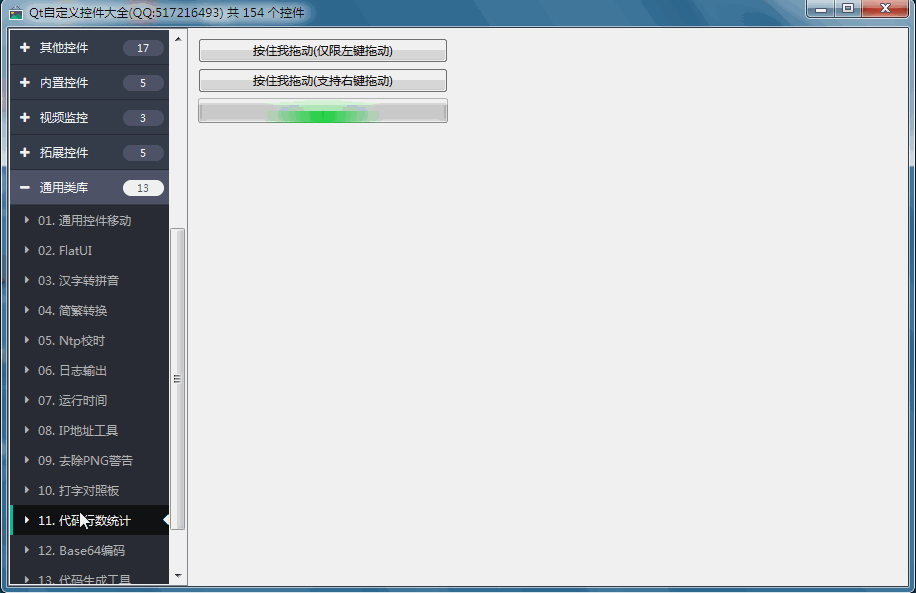 Qt自定义控件大全(QQ:517216493) 共 154 个控件
其他控件 17
内置控件 5
视频监控 3
拓展控件 5
通用类库 13
01. 通用控件移动
02. FlatUI
03. 汉字转拼音
04. 简繁转换
05. Ntp校时
06. 日志输出
07. 运行时间
08. IP地址工具
09. 去除PNG警告
10. 打字对照板
11. 代码行数统计
12. Base64编码
13. 代码生成工具
按住我拖动(仅限左键拖动)
按住我拖动(支持右键拖动)